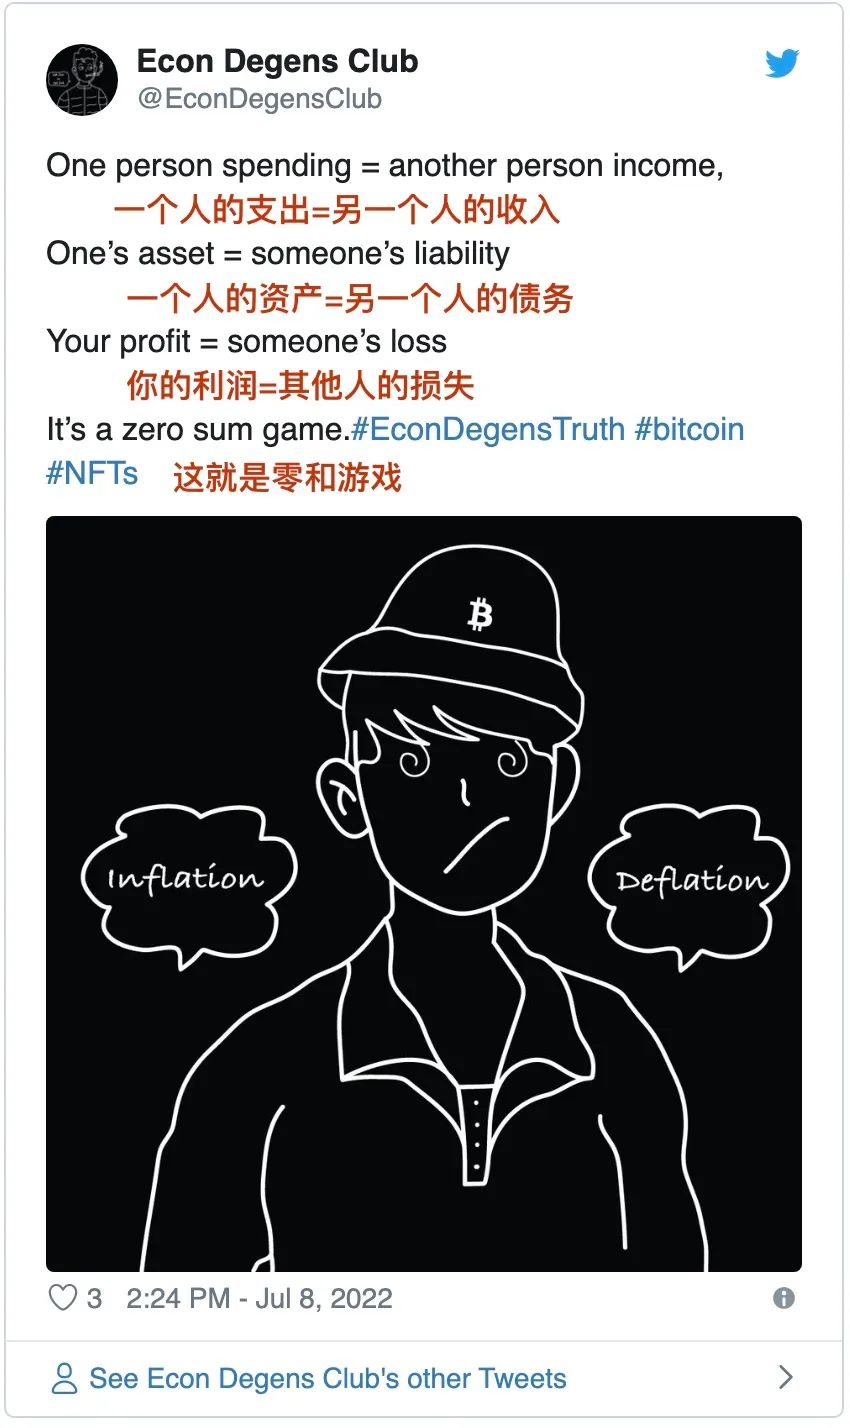 Econ Degens Club
@EconDegensClub
One person spending = another person income,
一个人的支出=另一个人的收入
One’s asset = someone’s liability
一个人的资产=另一个人的债务
Your profit = someone’s loss
你的利润=其他人的损失
It’s a zero sum game.#EconDegensTruth #bitcoin
#NFTs 这就是零和游戏
₿
Inflation
Deflation
3 2:24 PM - Jul 8, 2022
See Econ Degens Club's other Tweets